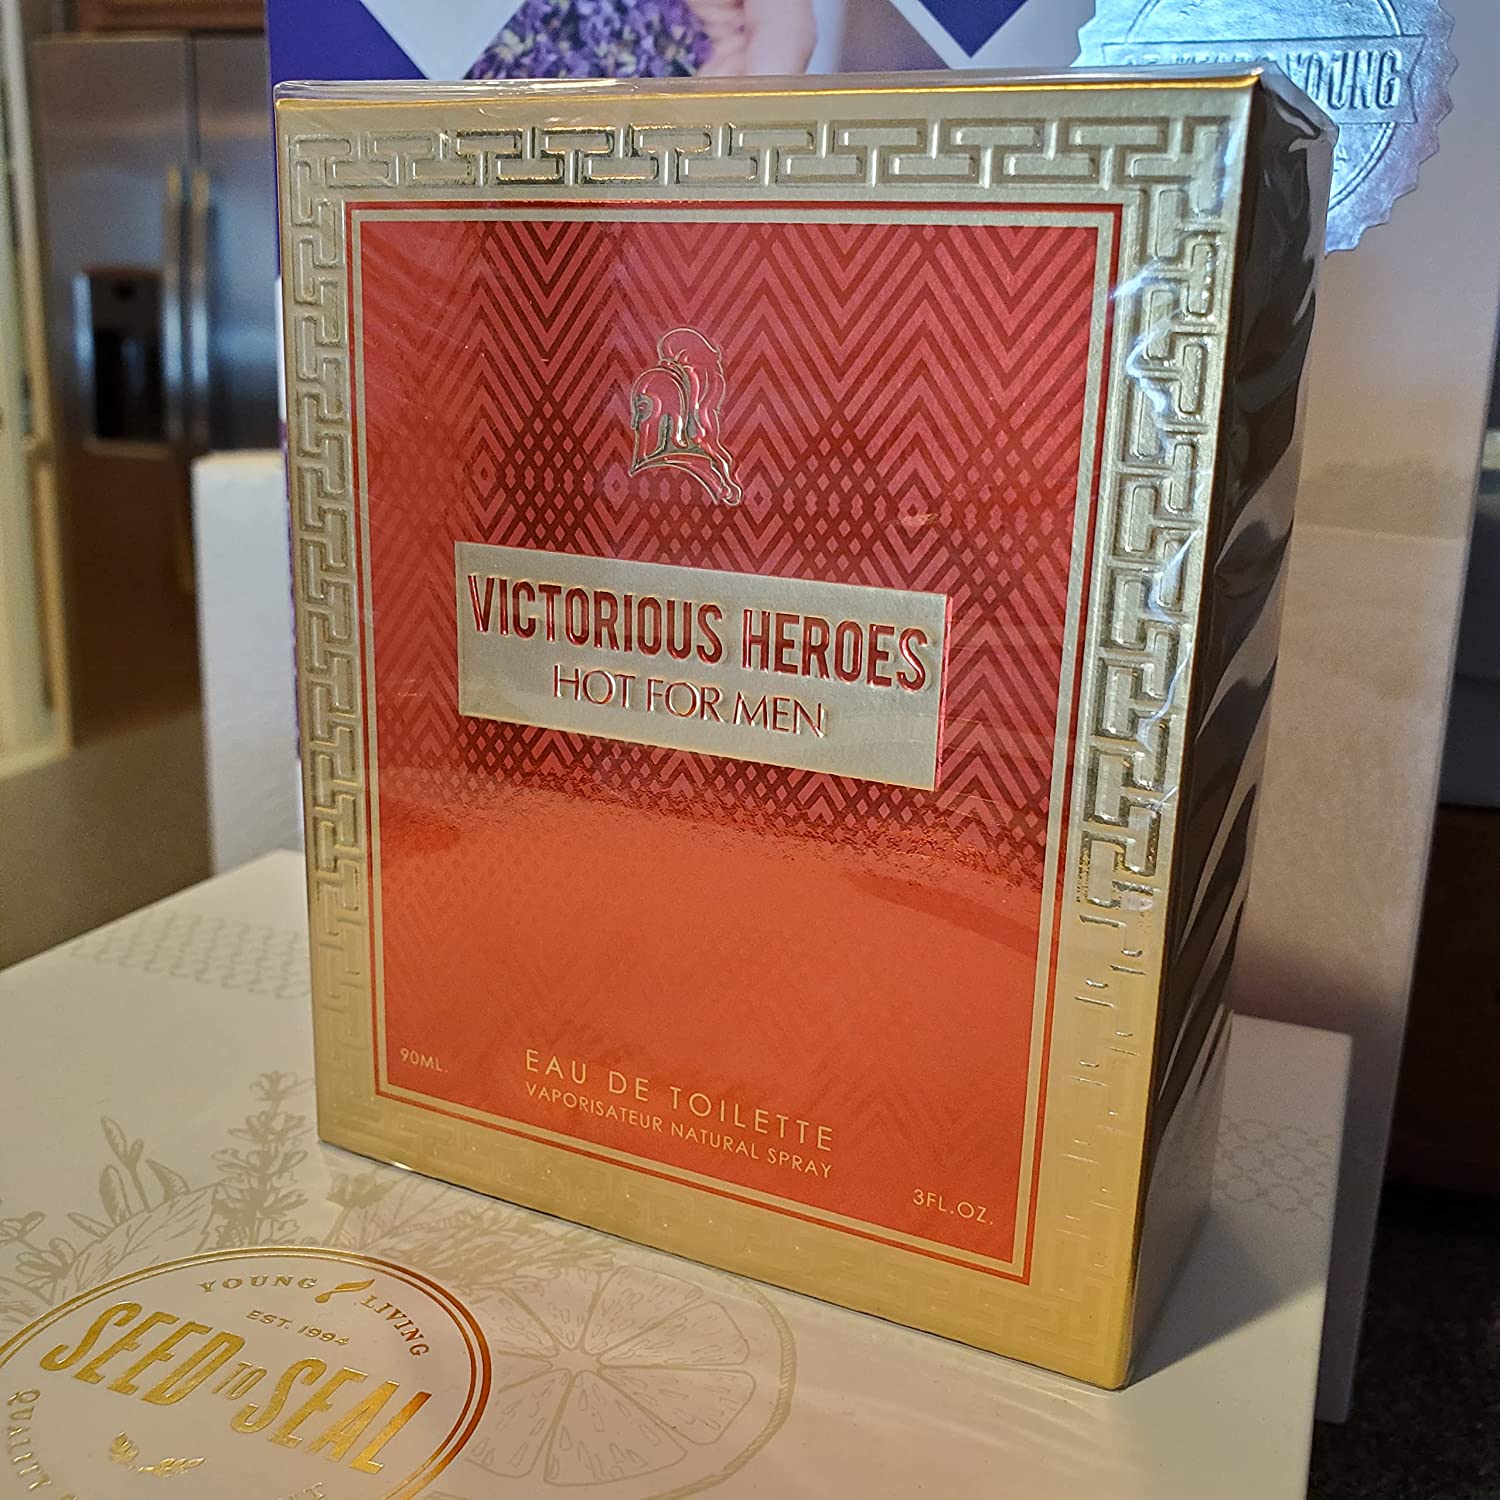 YOUNG
VICTORIOUS HEROES
HOT FOR MEN
90ML.
EAU DE TOILETTE
VAPORISATEUR NATURAL SPRAY
3FL.OZ.
YOUNG LIVING
EST. 1994
SEED TO SEAL